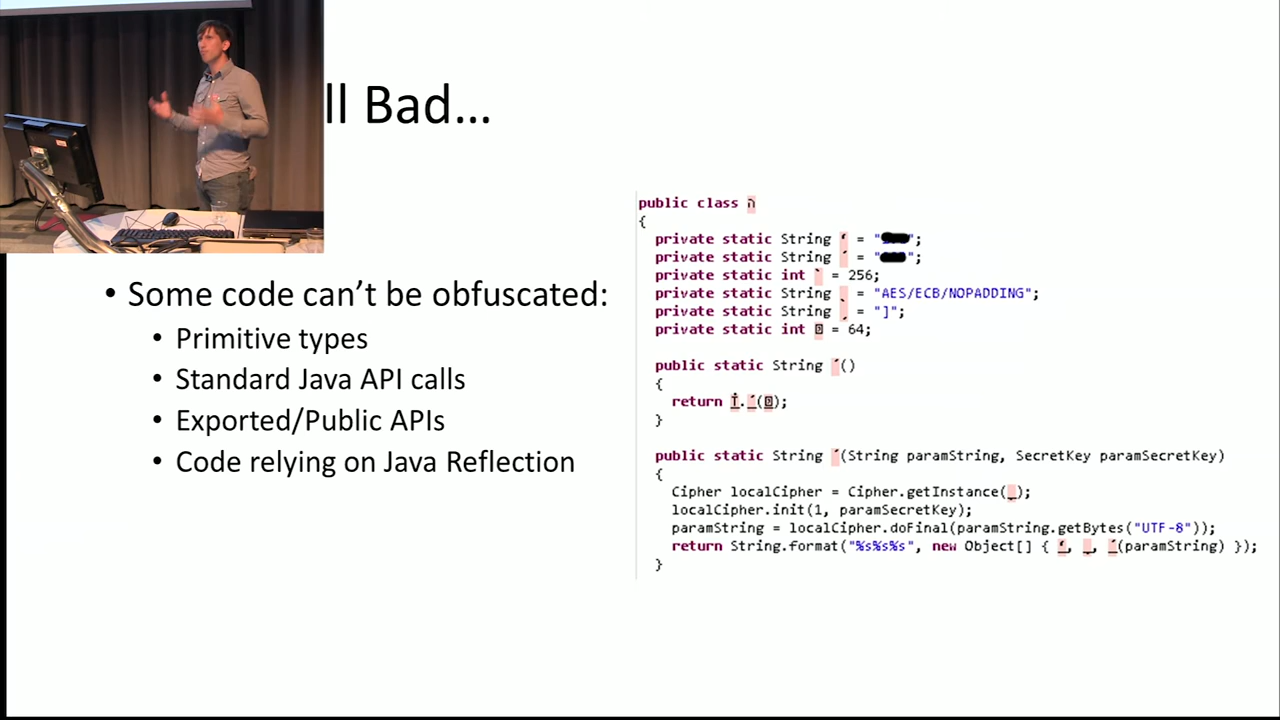 ll Bad...
• Some code can't be obfuscated:
• Primitive types
• Standard Java API calls
• Exported/Public APIs
• Code relying on Java Reflection
public class
{
private static String = " ";
private static String = " ";
private static int ` = 256;
private static String = "AES/ECB/NOPADDING";
private static String = "]";
private static int = 64;
public static String ()
{
return . ( );
}
public static String (String paramString, SecretKey paramSecretKey)
{
Cipher localCipher = Cipher.getInstance( );
localCipher.init(1, paramSecretKey);
paramString = localCipher.doFinal(paramString.getBytes("UTF-8"));
return String.format("%s%s%s", new Object[] { , , (paramString) });
}